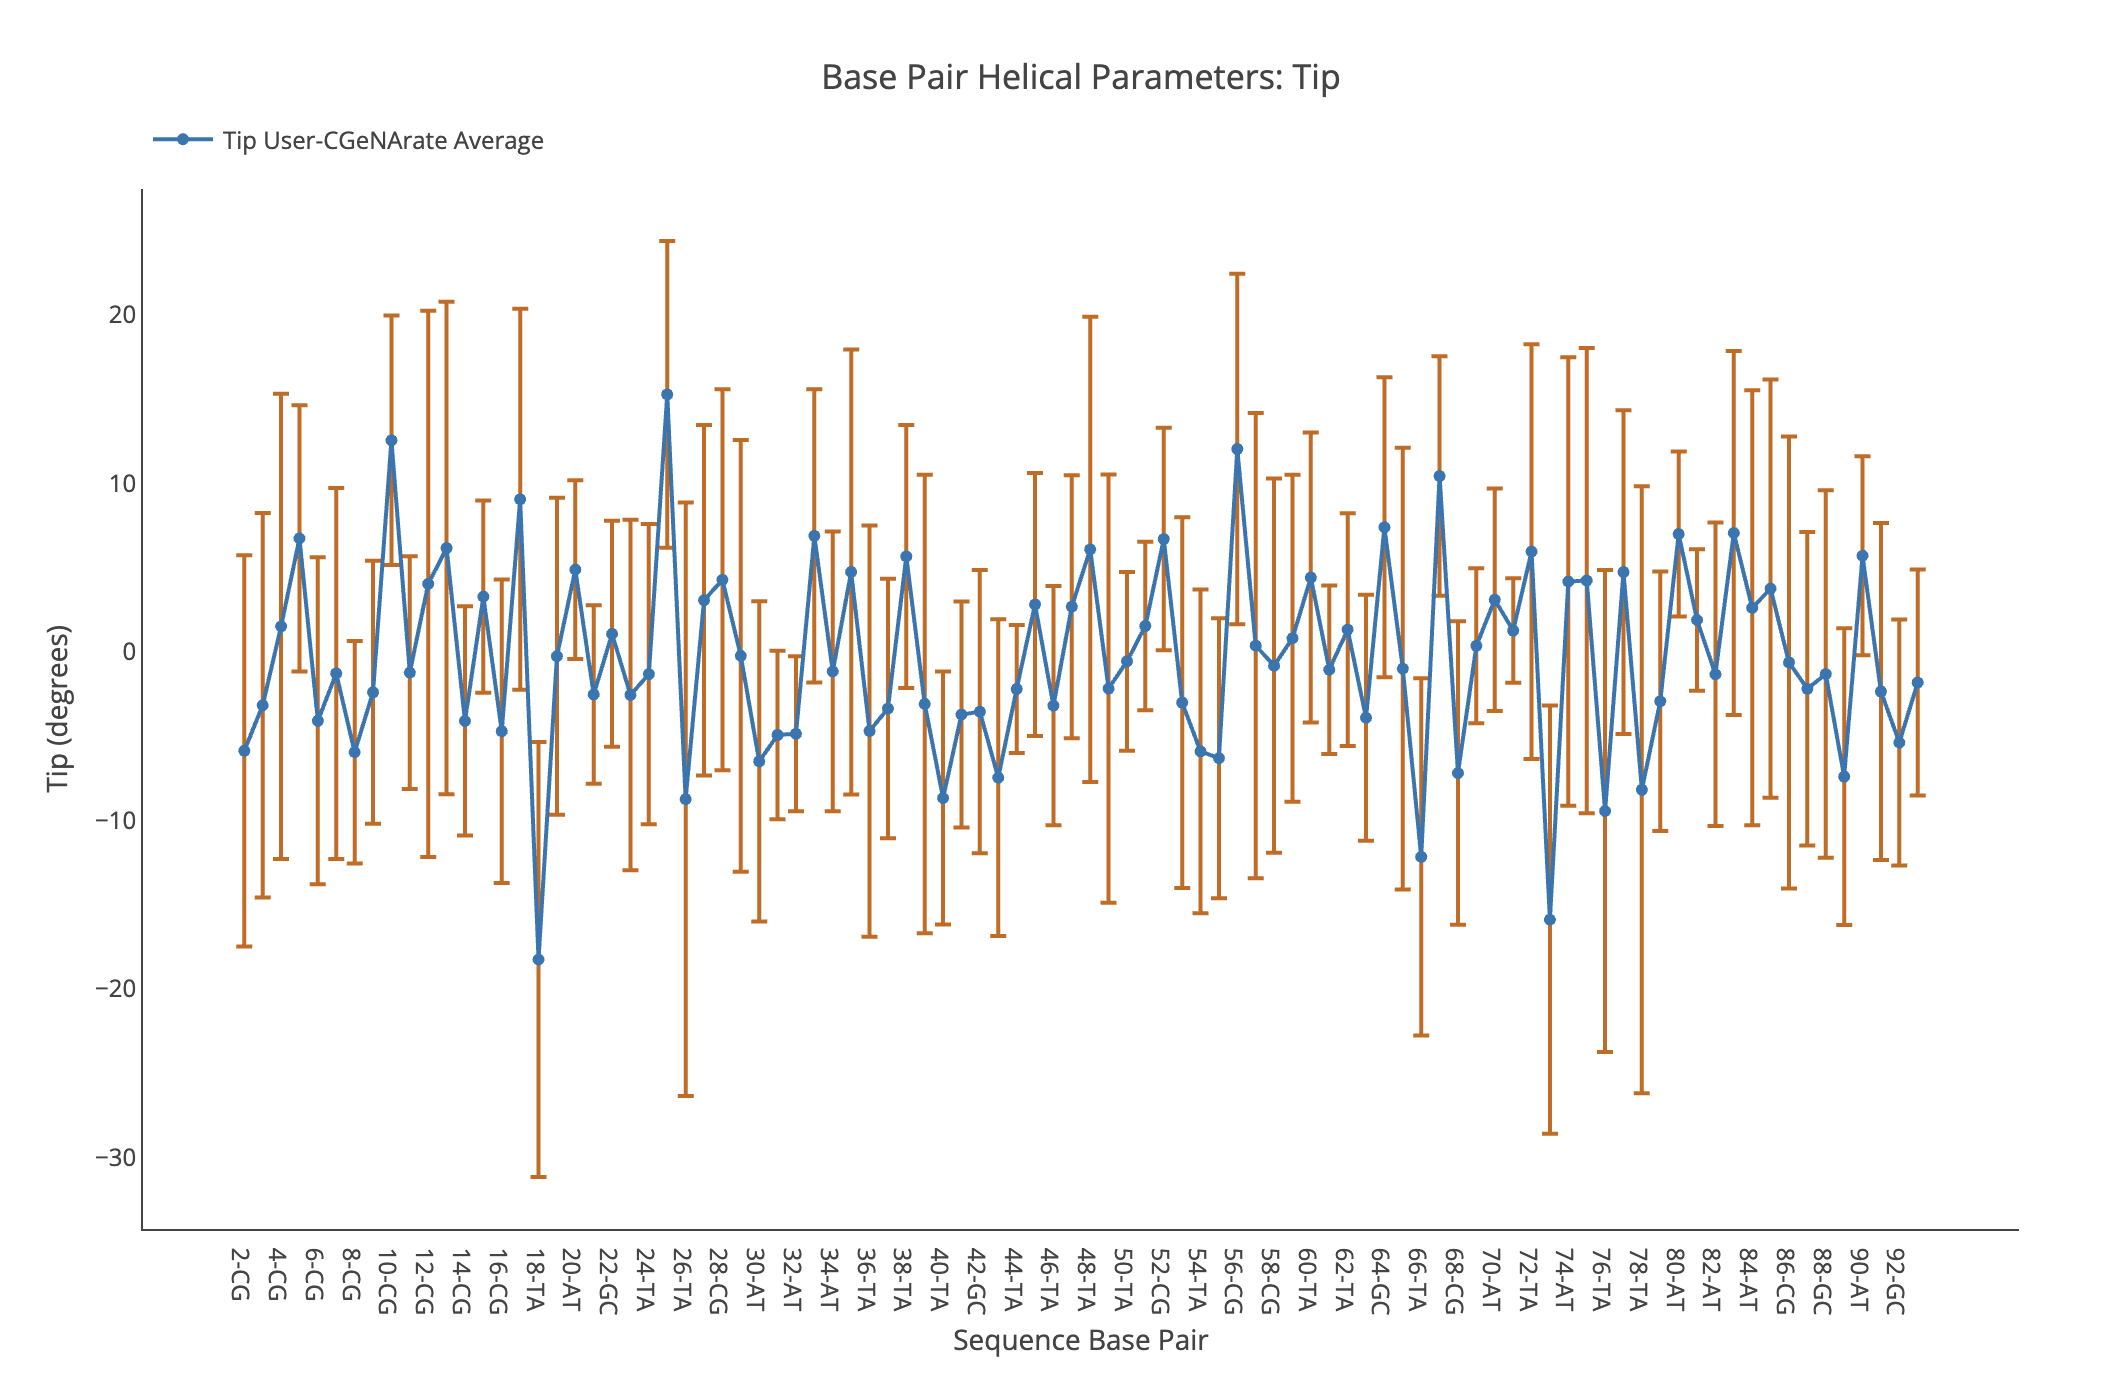 Base Pair Helical Parameters: Tip
Tip User-CGeNArate Average
Tip (degrees)
20
10
0
−10
−20
−30
2-CG
4-CG
6-CG
8-CG
10-CG
12-CG
14-CG
16-CG
18-TA
20-AT
22-GC
24-TA
26-TA
28-CG
30-AT
32-AT
34-AT
36-TA
38-TA
40-TA
42-GC
44-TA
46-TA
48-TA
50-TA
52-CG
54-TA
56-CG
58-CG
60-TA
62-TA
64-GC
66-TA
68-CG
70-AT
72-TA
74-AT
76-TA
78-TA
80-AT
82-AT
84-AT
86-CG
88-GC
90-AT
92-GC
Sequence Base Pair